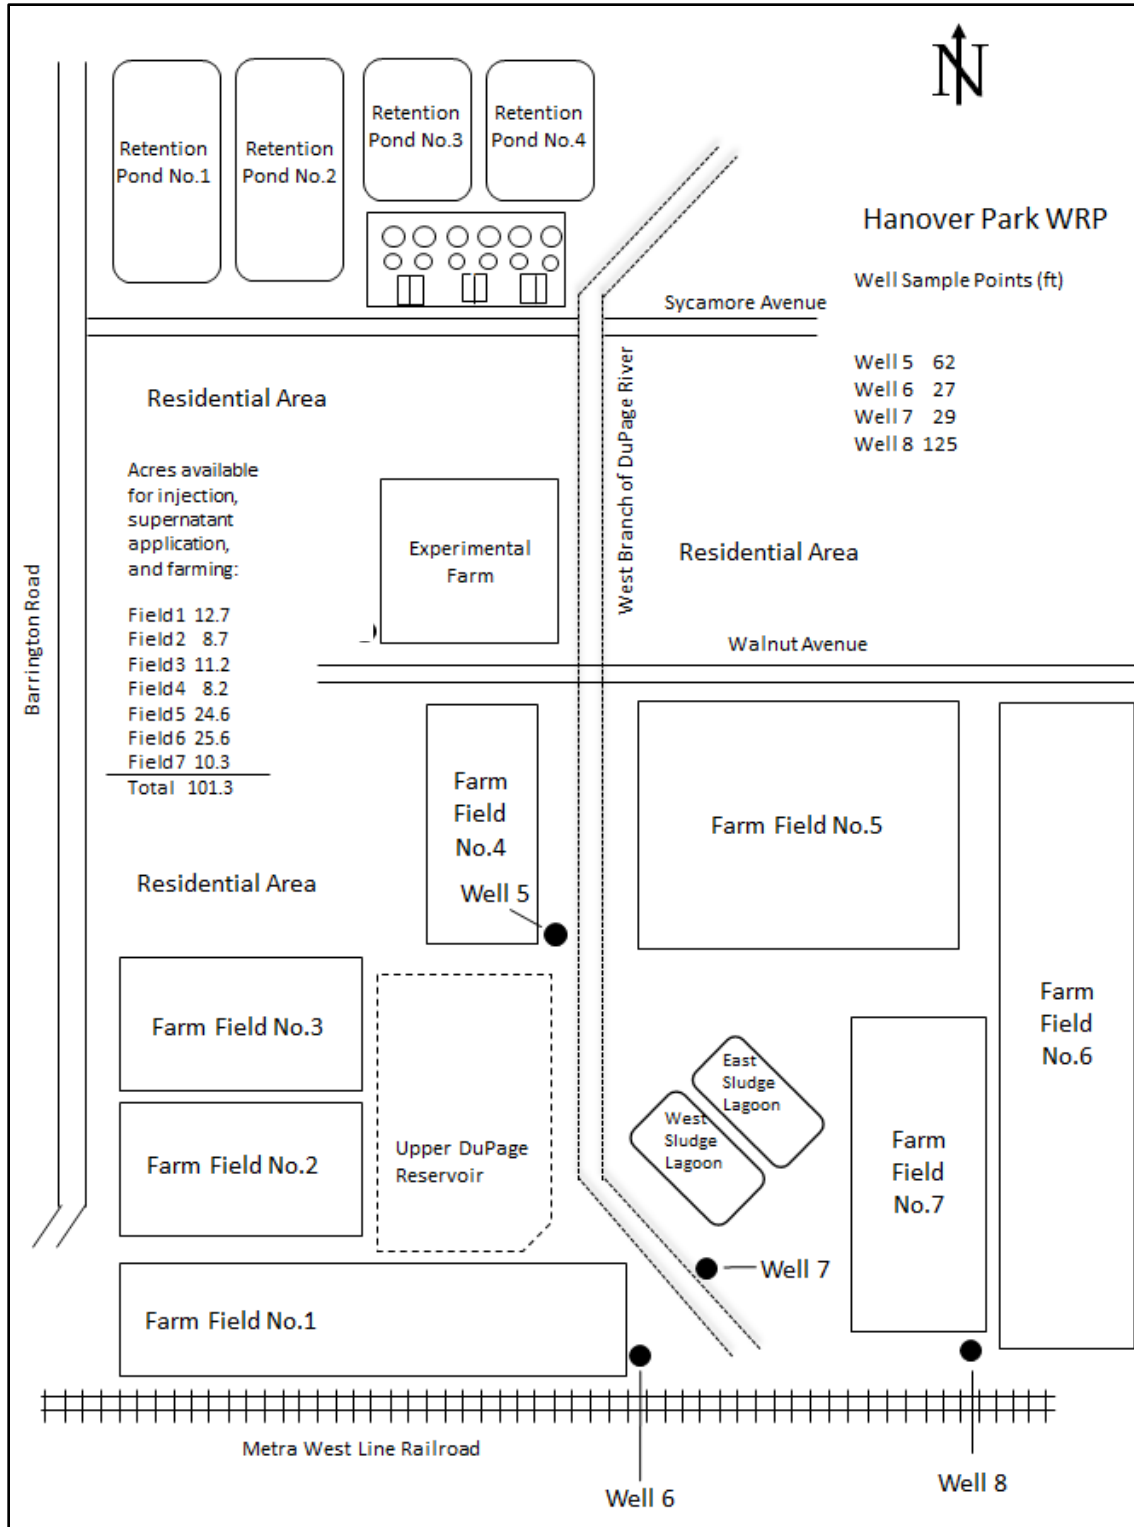 N
Retention
Pond No.1
Retention
Pond No.2
Retention
Pond No.3
Retention
Pond No.4
Hanover Park WRP
Well Sample Points (ft)
Sycamore Avenue
Well 5 62
Well 6 27
Well 7 29
Well 8 125
West Branch of DuPage River
Residential Area
Acres available
for injection,
supernatant
application,
and farming:
Field1 12.7
Field2 8.7
Field3 11.2
Field4 8.2
Field5 24.6
Field6 25.6
Field7 10.3
Total 101.3
Experimental
Farm
Residential Area
Barrington Road
Walnut Avenue
Farm
Field
No.4
Farm Field No.5
Residential Area
Well 5
Farm Field No.3
Farm
Field
No.6
East
Sludge
Lagoon
West
Sludge
Lagoon
Upper DuPage
Reservoir
Farm Field No.2
Farm
Field
No.7
Well 7
Farm Field No.1
Metra West Line Railroad
Well 6
Well 8